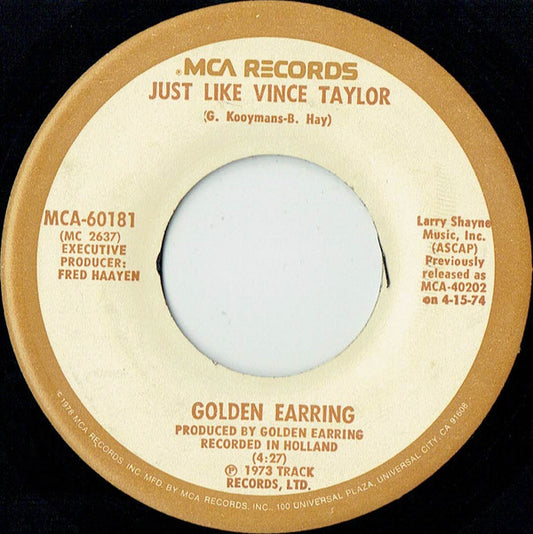 MCA RECORDS
JUST LIKE VINCE TAYLOR
(G. Kooymans-B. Hay)
MCA-60181
(MC 2637)
EXECUTIVE
PRODUCER:
FRED HAAYEN
Larry Shayne
Music, Inc.
(ASCAP)
Previously
released as
MCA-40202
on 4-15-74
GOLDEN EARRING
PRODUCED BY GOLDEN EARRING
RECORDED IN HOLLAND
(4:27)
℗ 1973 TRACK
RECORDS, LTD.
© 1978 MCA RECORDS INC. MFD. BY MCA RECORDS, INC., 100 UNIVERSAL PLAZA, UNIVERSAL CITY, CA 91608